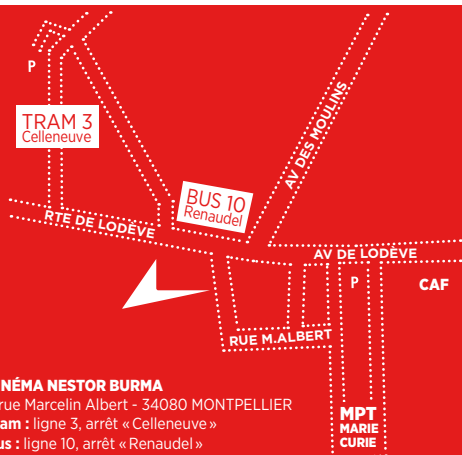 P
TRAM 3
Celleneuve
AV DES MOULINS
BUS 10
Renaudel
RTE DE LODÈVE
AV DE LODÈVE
P
CAF
RUE M.ALBERT
MPT
MARIE
CURIE
NÉMA NESTOR BURMA
rue Marcelin Albert - 34080 MONTPELLIER
am : ligne 3, arrêt « Celleneuve »
us : ligne 10, arrêt « Renaudel »